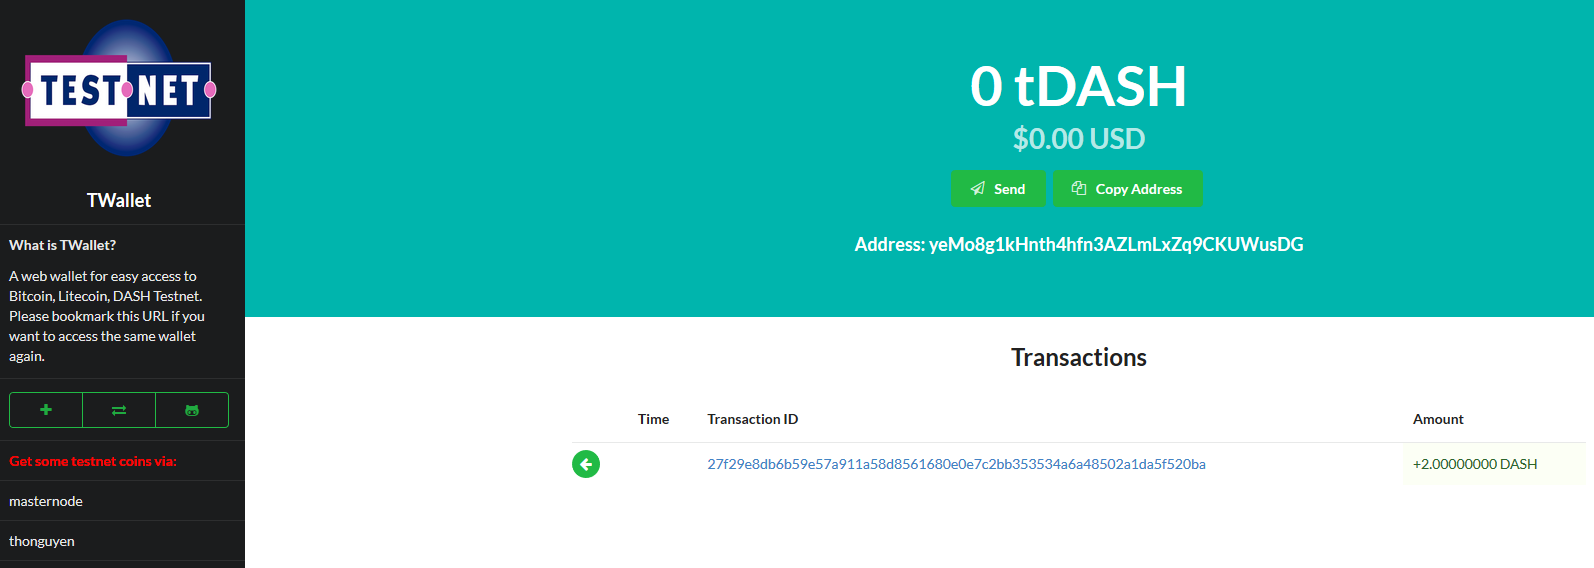 TEST NET
TWallet
What is TWallet?
A web wallet for easy access to
Bitcoin, Litecoin, DASH Testnet.
Please bookmark this URL if you
want to access the same wallet
again.
Get some testnet coins via:
masternode
thonguyen
0 tDASH
$0.00 USD
Send Copy Address
Address: yeMo8g1kHnth4hfn3AZLmLxZq9CKUWusDG
Transactions
Time Transaction ID Amount
27f29e8db6b59e57a911a58d8561680e0e7c2bb353534a6a48502a1da5f520ba +2.00000000 DASH